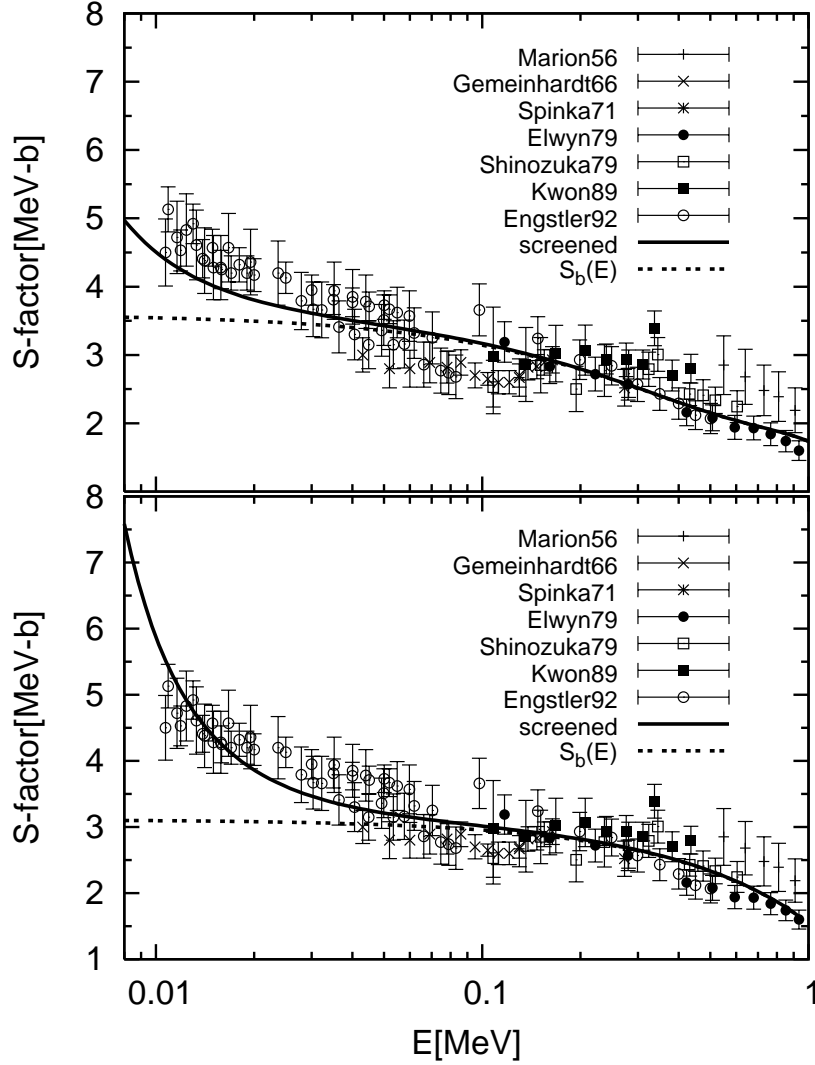 8
7
6
5
4
3
2
S-factor[MeV-b]
Marion56
Gemeinhardt66
Spinka71
Elwyn79
Shinozuka79
Kwon89
Engstler92
screened
S_b(E)
8
7
6
5
4
3
2
1
S-factor[MeV-b]
Marion56
Gemeinhardt66
Spinka71
Elwyn79
Shinozuka79
Kwon89
Engstler92
screened
S_b(E)
0.01 0.1 1
E[MeV]